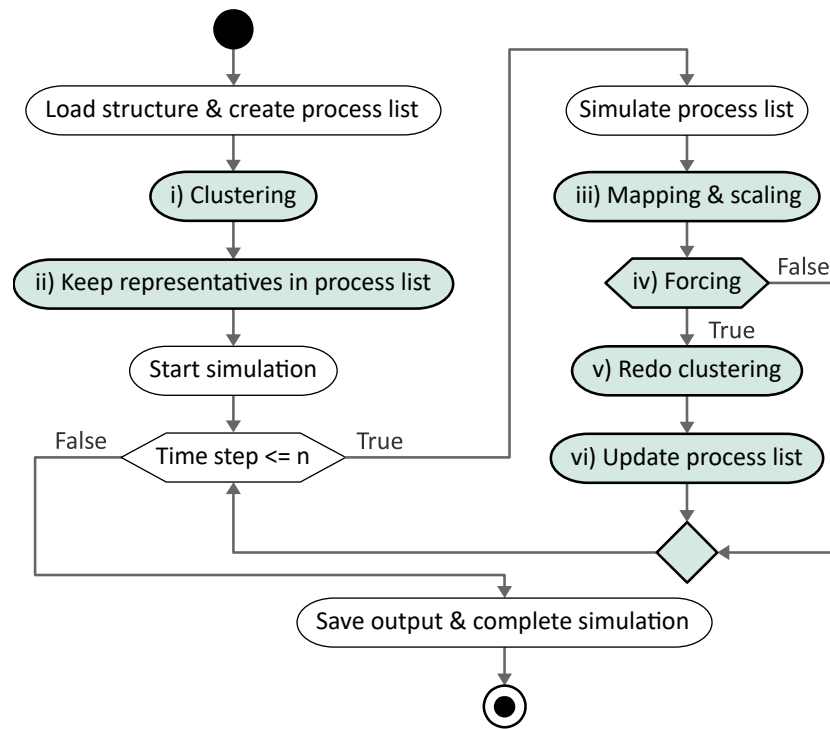 Load structure & create process list
i) Clustering
ii) Keep representatives in process list
Start simulation
False
Time step <= n
True
Simulate process list
iii) Mapping & scaling
iv) Forcing
False
True
v) Redo clustering
vi) Update process list
Save output & complete simulation